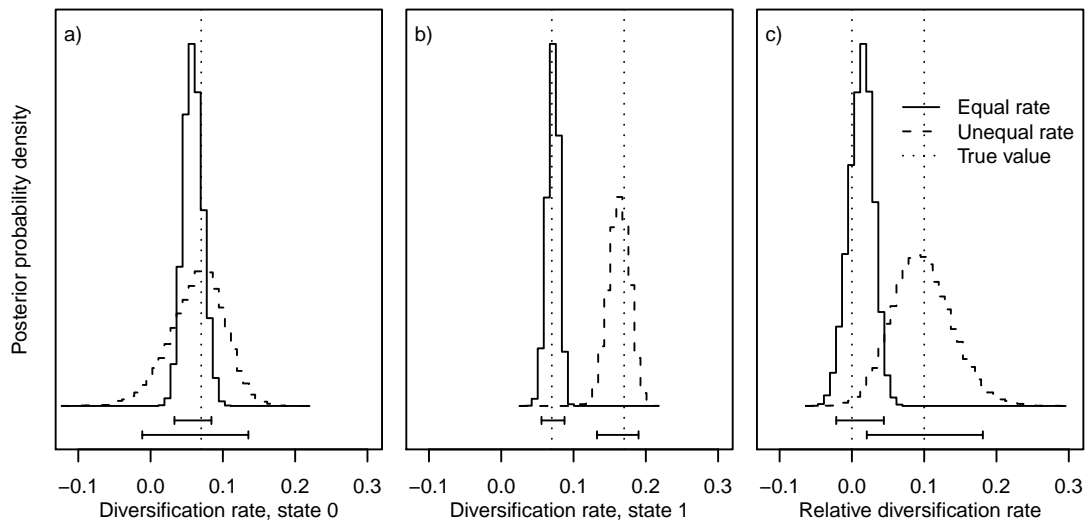 a)
b)
c)
Equal rate
Unequal rate
True value
Posterior probability density
−0.1 0.0 0.1 0.2 0.3
−0.1 0.0 0.1 0.2 0.3
−0.1 0.0 0.1 0.2 0.3
Diversification rate, state 0
Diversification rate, state 1
Relative diversification rate